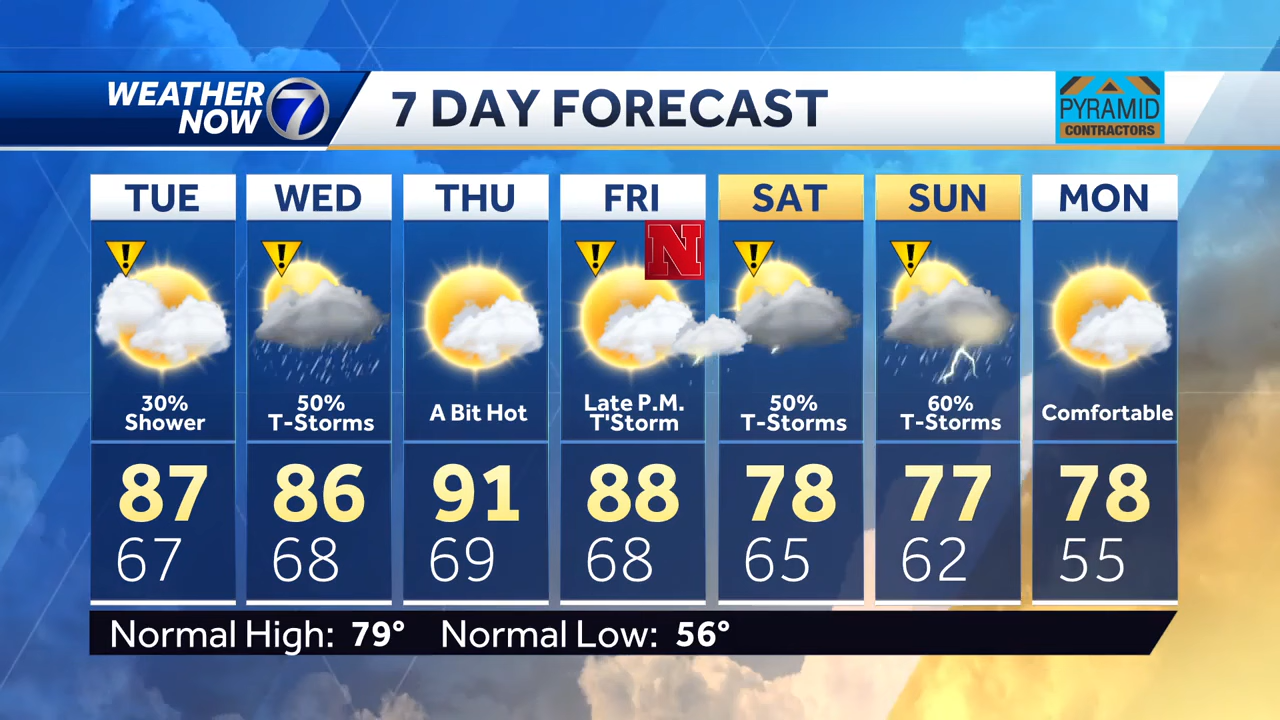 WEATHER
NOW 7
7 DAY FORECAST
PYRAMID
CONTRACTORS
TUE
WED
THU
FRI
SAT
SUN
MON
!
!
!
N
!
!
30%
Shower
50%
T-Storms
A Bit Hot
Late P.M.
T'Storm
50%
T-Storms
60%
T-Storms
Comfortable
87
86
91
88
78
77
78
67
68
69
68
65
62
55
Normal High: 79° Normal Low: 56°